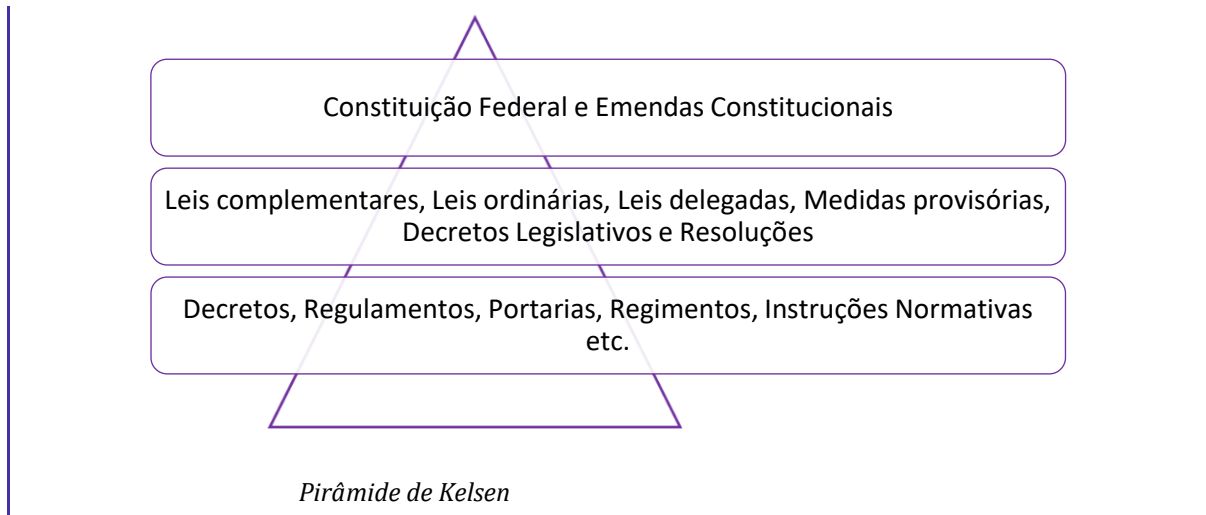 Constituição Federal e Emendas Constitucionais
Leis complementares, Leis ordinárias, Leis delegadas, Medidas provisórias,
Decretos Legislativos e Resoluções
Decretos, Regulamentos, Portarias, Regimentos, Instruções Normativas
etc.
Pirâmide de Kelsen